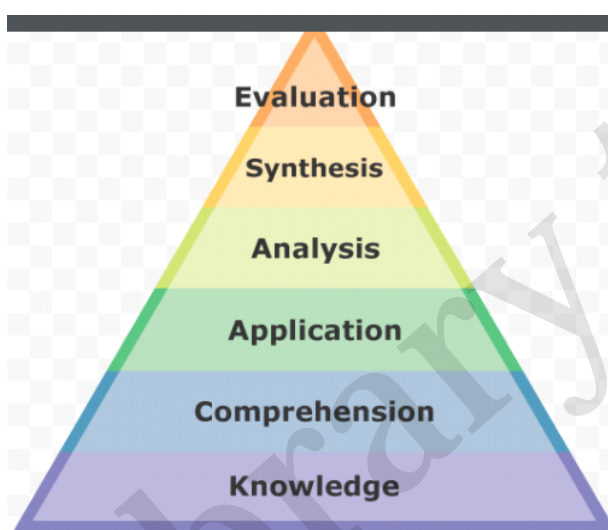 Evaluation
Synthesis
Analysis
Application
Comprehension
Knowledge